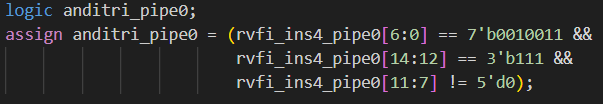 logic anditri_pipe0;
assign anditri_pipe0 = (rvfi_ins4_pipe0[6:0] == 7'b0010011 &&
rvfi_ins4_pipe0[14:12] == 3'b111 &&
rvfi_ins4_pipe0[11:7] != 5'd0);